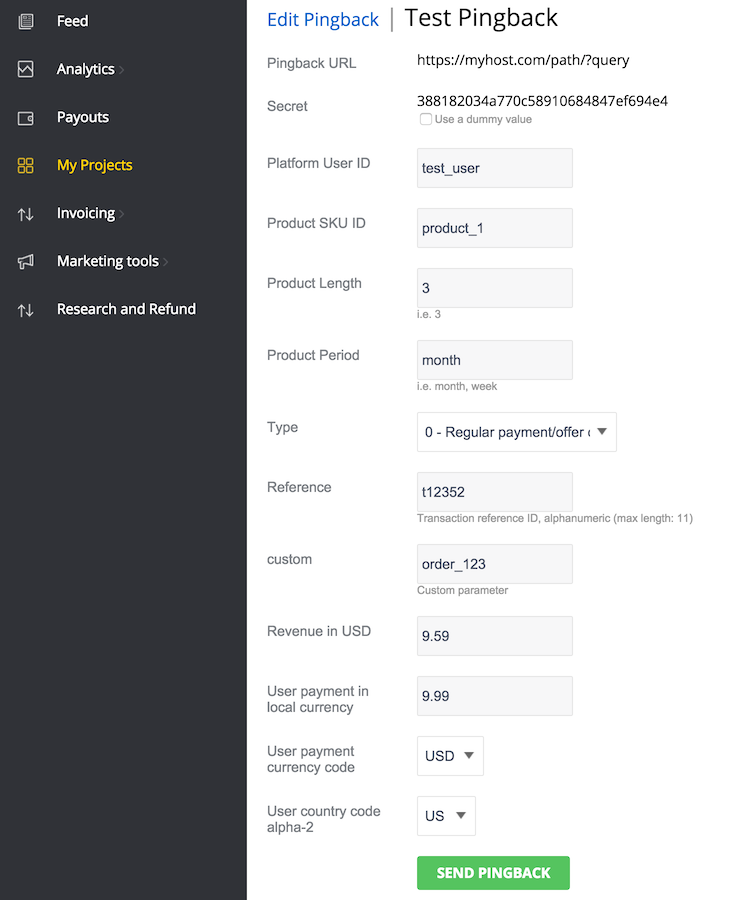 Feed
Analytics
Payouts
My Projects
Invoicing
Marketing tools
Research and Refund
Edit Pingback | Test Pingback
Pingback URL https://myhost.com/path/?query
Secret 388182034a770c58910684847ef694e4
Use a dummy value
Platform User ID test_user
Product SKU ID product_1
Product Length 3
i.e. 3
Product Period month
i.e. month, week
Type 0 - Regular payment/offer
Reference t12352
Transaction reference ID, alphanumeric (max length: 11)
custom order_123
Custom parameter
Revenue in USD 9.59
User payment in
local currency 9.99
User payment
currency code USD
User country code
alpha-2 US
SEND PINGBACK